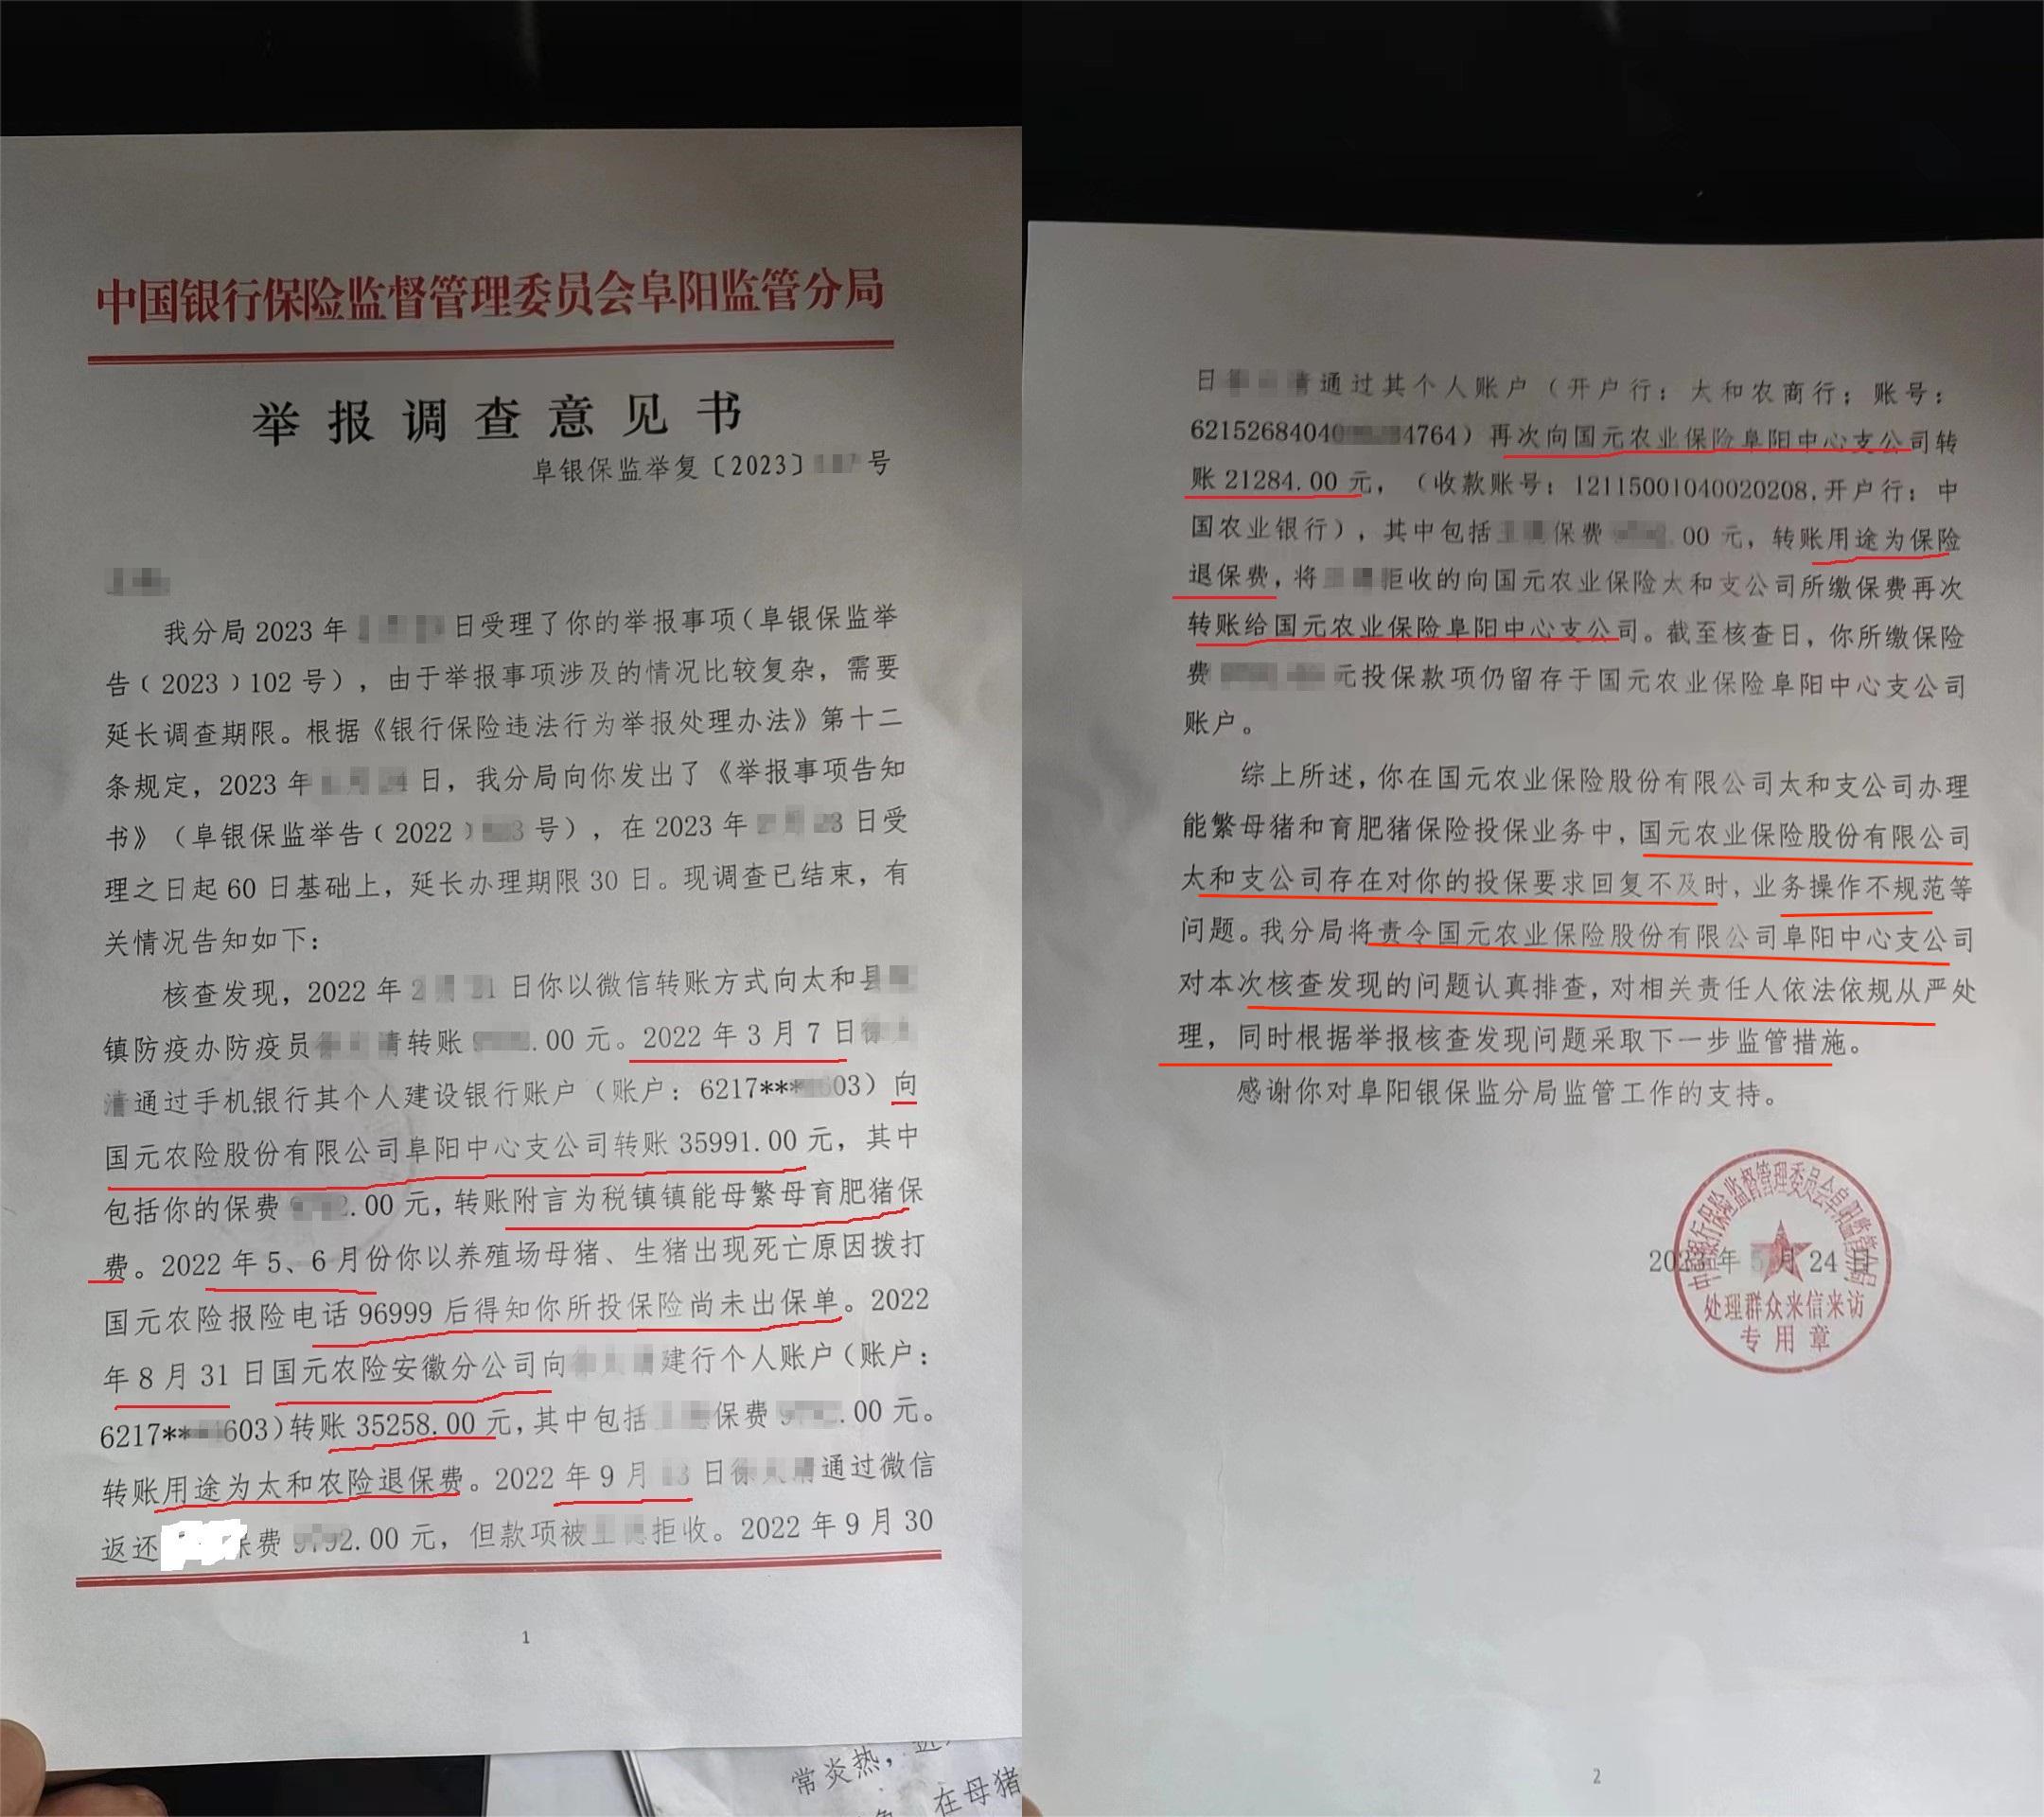 中国银行保险监督管理委员会阜阳监管分局
举报调查意见书
阜银保监举复〔2023〕号
我分局2023年日受理了你的举报事项(阜银保监举
告〔2023〕102号),由于举报事项涉及的情况比较复杂,需要
延长调查期限。根据《银行保险违法行为举报处理办法》第十二
条规定,2023年日,我分局向你发出了《举报事项告知
书》(阜银保监举告〔2022〕号),在2023年日受
理之日起60日基础上,延长办理期限30日。现调查已结束,有
关情况告知如下:
核查发现,2022年日你以微信转账方式向太和县
镇防疫办防疫员清转账.00元。2022年3月7日
清通过手机银行其个人建设银行账户(账户:6217**603)向
国元农险股份有限公司阜阳中心支公司转账35991.00元,其中
包括你的保费.00元,转账附言为税镇镇能母繁母育肥猪保
费。2022年5、6月份你以养殖场母猪、生猪出现死亡原因拨打
国元农险报险电话96999后得知你所投保险尚未出保单。2022
年8月31日国元农险安徽分公司向建行个人账户(账户:
6217**603)转账35258.00元,其中包括保费.00元。
转账用途为太和农险退保费。2022年9月日通过微信
返还保费.00元,但款项被拒收。2022年9月30
1
日清通过其个人账户(开户行:太和农商行;账号:
621526840404764)再次向国元农业保险阜阳中心支公司转
账21284.00元,(收款账号:12115001040020208.开户行:中
国农业银行),其中包括保费.00元,转账用途为保险
退保费,将拒收的向国元农业保险太和支公司所缴保费再次
转账给国元农业保险阜阳中心支公司。截至核查日,你所缴保险
费元投保款项仍留存于国元农业保险阜阳中心支公司
账户。
综上所述,你在国元农业保险股份有限公司太和支公司办理
能繁母猪和育肥猪保险投保业务中,国元农业保险股份有限公司
太和支公司存在对你的投保要求回复不及时,业务操作不规范等
问题。我分局将责令国元农业保险股份有限公司阜阳中心支公司
对本次核查发现的问题认真排查,对相关责任人依法依规从严处
理,同时根据举报核查发现问题采取下一步监管措施。
感谢你对阜阳银保监分局监管工作的支持。
中国银行保险监督管理委员会阜阳监管分局
年月24日
处理群众来信来访
专用章
2
常炎热,
在母猪